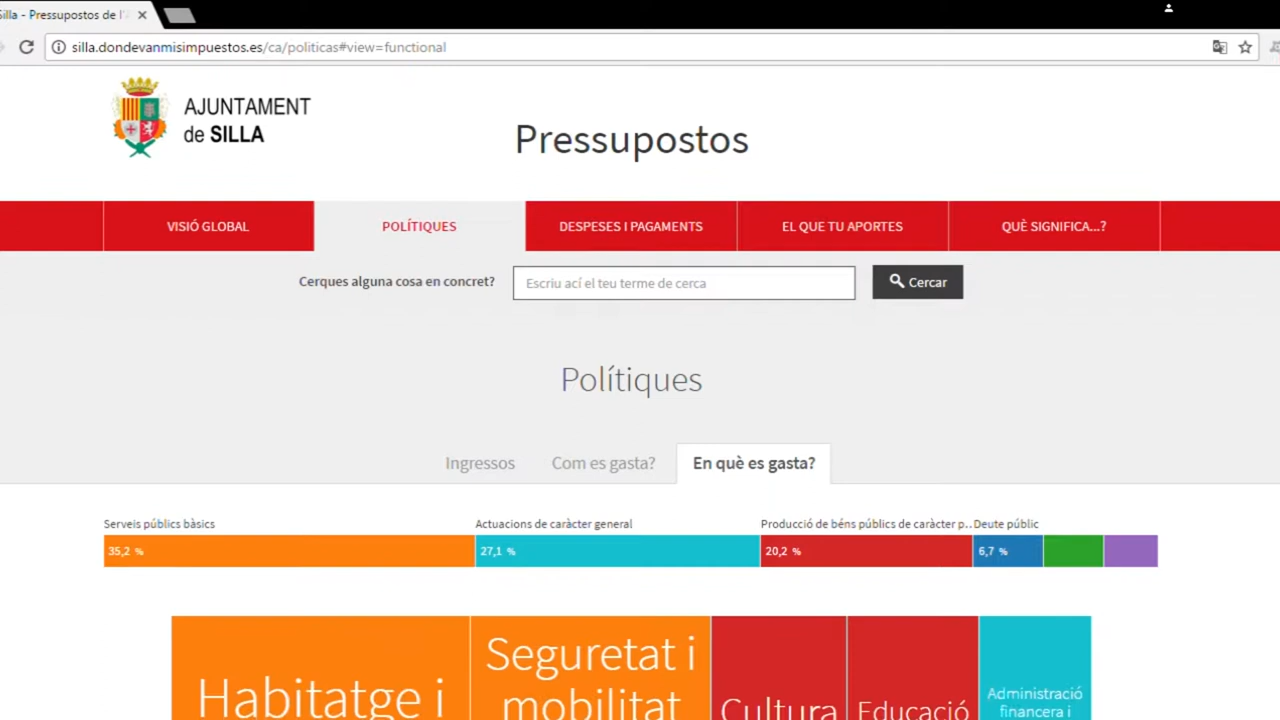 Silla - Pressupostos de l'
silla.dondevanmisimpuestos.es/ca/politicas#view=functional
AJUNTAMENT
de SILLA
Pressupostos
VISIÓ GLOBAL
POLÍTIQUES
DESPESES I PAGAMENTS
EL QUE TU APORTES
QUÈ SIGNIFICA...?
Cerques alguna cosa en concret?
Escriu ací el teu terme de cerca
Cercar
Polítiques
Ingressos
Com es gasta?
En què es gasta?
Serveis públics bàsics
Actuacions de caràcter general
Producció de béns públics de caràcter p..
Deute públic
35,2 %
27,1 %
20,2 %
6,7 %
Habitatge i
Seguretat i
mobilitat
Cultura
Educació
Administració
financera i